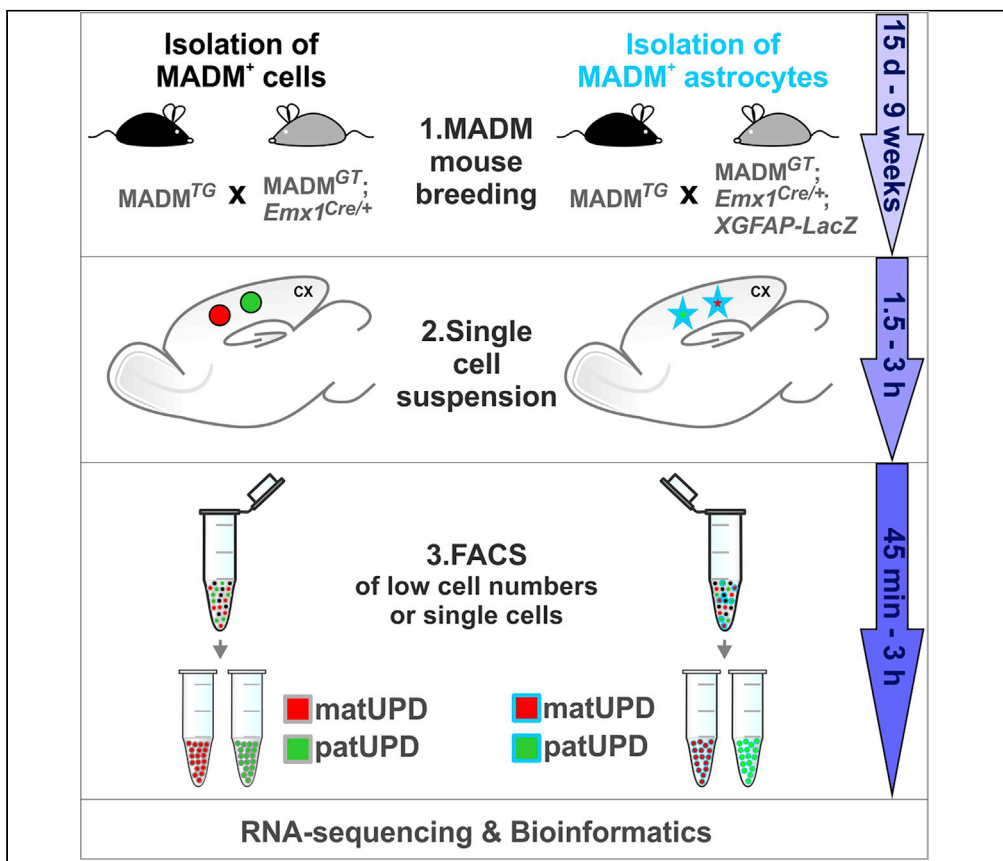 Isolation of
MADM⁺ cells
Isolation of
MADM⁺ astrocytes
1.MADM
mouse
breeding
MADMᵀᴳ x MADMᴳᵀ;
Emx1ᶜʳᵉ/⁺
MADMᵀᴳ x MADMᴳᵀ;
Emx1ᶜʳᵉ/⁺;
XGFAP-LacZ
15 d - 9 weeks
CX
CX
2.Single
cell
suspension
1.5 - 3 h
3.FACS
of low cell numbers
or single cells
matUPD
patUPD
matUPD
patUPD
45 min - 3 h
RNA-sequencing & Bioinformatics